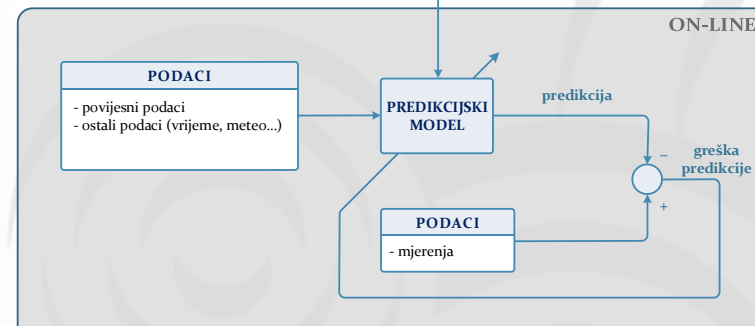 ON-LINE
PODACI
- povijesni podaci
- ostali podaci (vrijeme, meteo...)
PREDIKCIJSKI
MODEL
predikcija
−
greška
predikcije
+
PODACI
- mjerenja